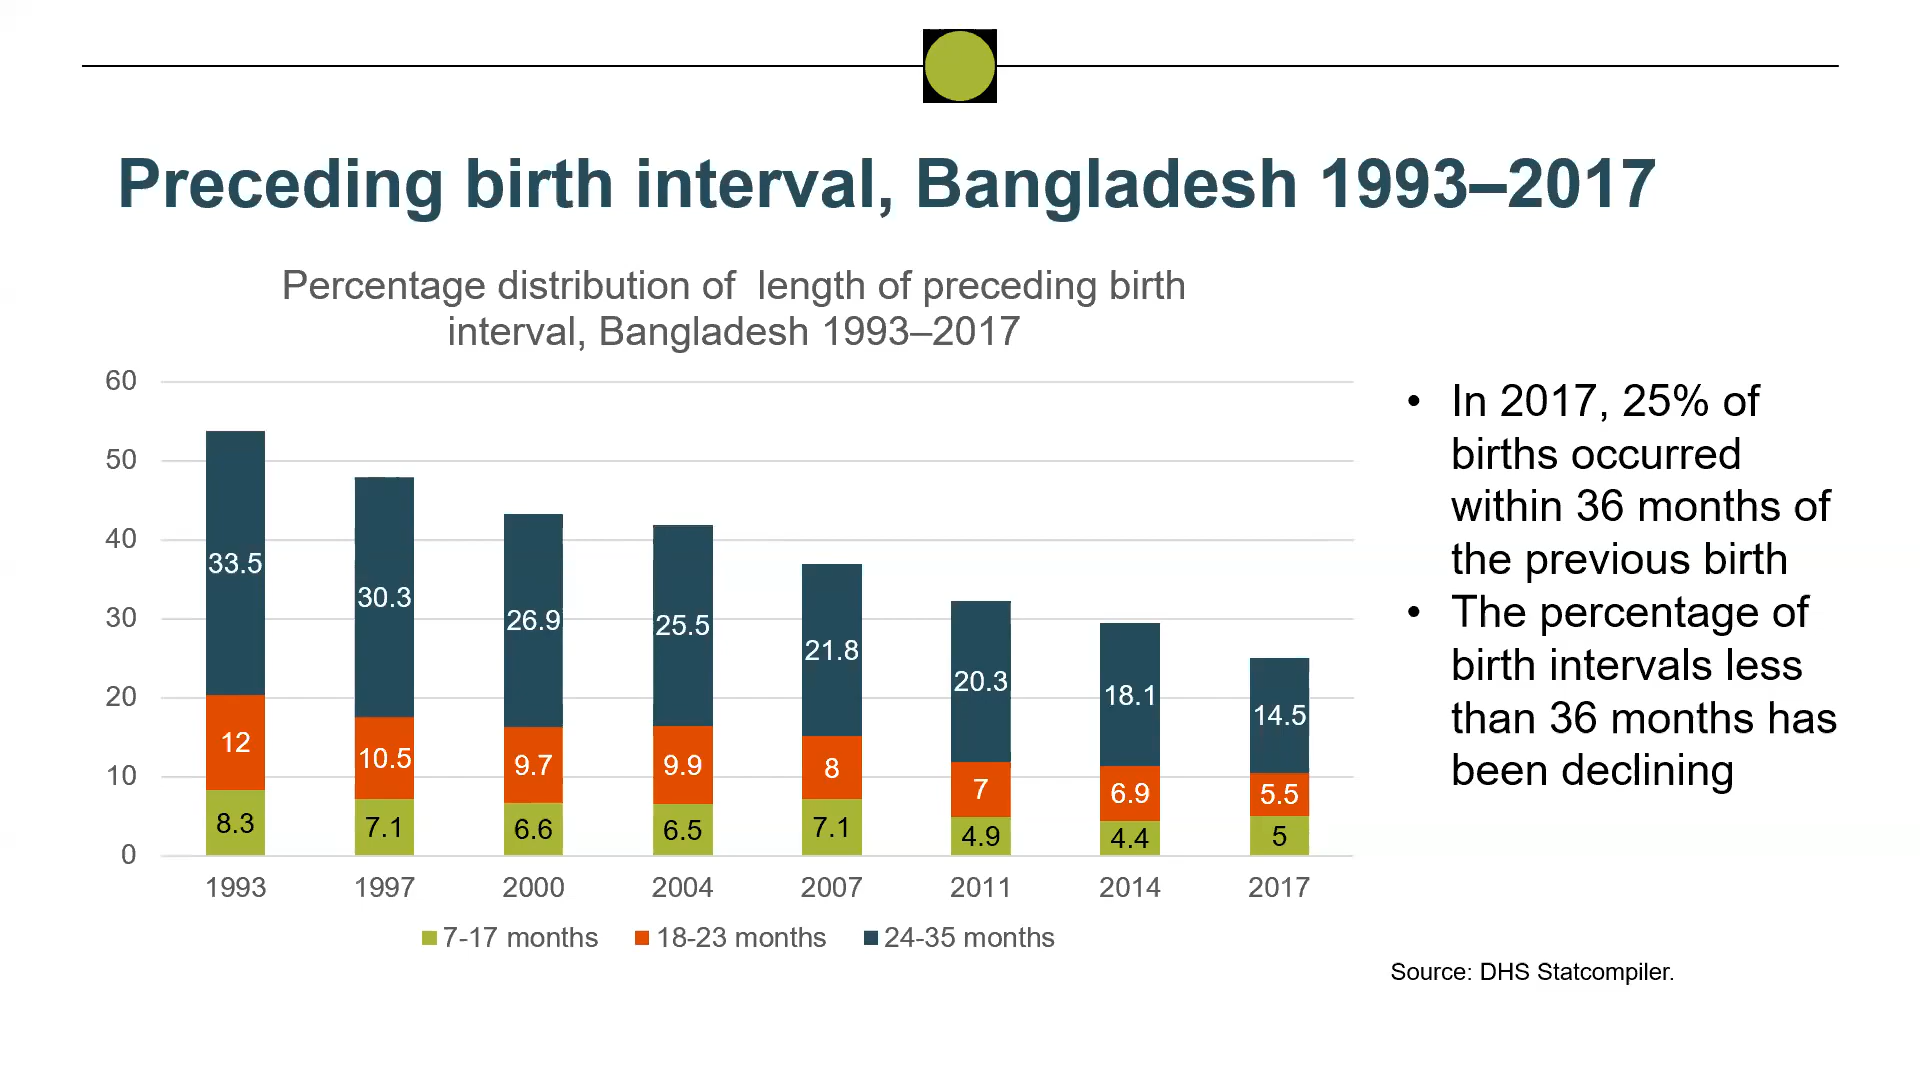 Preceding birth interval, Bangladesh 1993–2017
Percentage distribution of  length of preceding birth
interval, Bangladesh 1993–2017
60
50
40
30
20
10
0
33.5
12
8.3
30.3
10.5
7.1
26.9
9.7
6.6
25.5
9.9
6.5
21.8
8
7.1
20.3
7
4.9
18.1
6.9
4.4
14.5
5.5
5
1993 1997 2000 2004 2007 2011 2014 2017
7-17 months 18-23 months 24-35 months
• In 2017, 25% of
births occurred
within 36 months of
the previous birth
• The percentage of
birth intervals less
than 36 months has
been declining
Source: DHS Statcompiler.